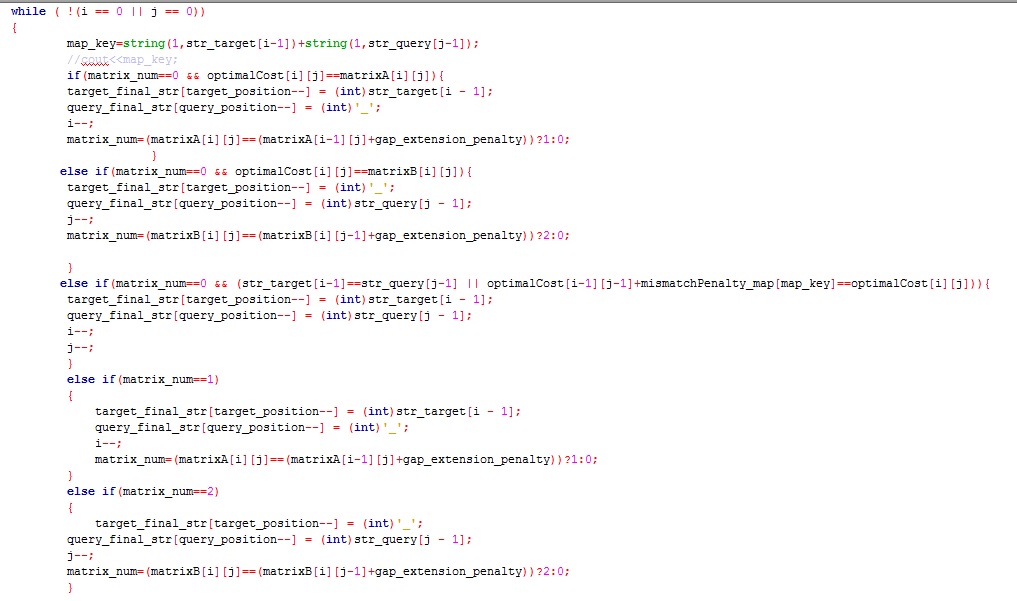 while ( !(i == 0 || j == 0))
{
map_key=string(1,str_target[i-1])+string(1,str_query[j-1]);
//cout<<map_key;
if(matrix_num==0 && optimalCost[i][j]==matrixA[i][j]){
target_final_str[target_position--] = (int)str_target[i - 1];
query_final_str[query_position--] = (int)'_';
i--;
matrix_num=(matrixA[i][j]==(matrixA[i-1][j]+gap_extension_penalty))?1:0;
}
else if(matrix_num==0 && optimalCost[i][j]==matrixB[i][j]){
target_final_str[target_position--] = (int)'_';
query_final_str[query_position--] = (int)str_query[j - 1];
j--;
matrix_num=(matrixB[i][j]==(matrixB[i][j-1]+gap_extension_penalty))?2:0;
}
else if(matrix_num==0 && (str_target[i-1]==str_query[j-1] || optimalCost[i-1][j-1]+mismatchPenalty_map[map_key]==optimalCost[i][j])){
target_final_str[target_position--] = (int)str_target[i - 1];
query_final_str[query_position--] = (int)str_query[j - 1];
i--;
j--;
}
else if(matrix_num==1)
{
target_final_str[target_position--] = (int)str_target[i - 1];
query_final_str[query_position--] = (int)'_';
i--;
matrix_num=(matrixA[i][j]==(matrixA[i-1][j]+gap_extension_penalty))?1:0;
}
else if(matrix_num==2)
{
target_final_str[target_position--] = (int)'_';
query_final_str[query_position--] = (int)str_query[j - 1];
j--;
matrix_num=(matrixB[i][j]==(matrixB[i][j-1]+gap_extension_penalty))?2:0;
}